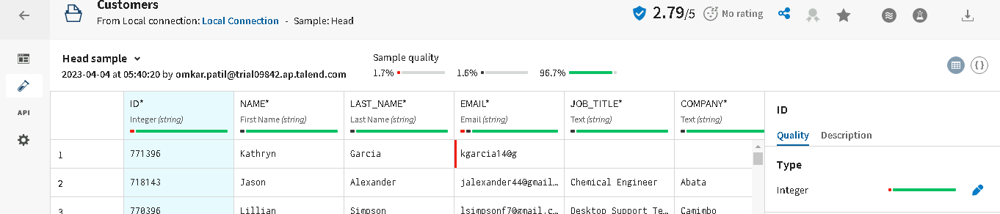 Customers
2.79/5 No rating
From Local connection: Local Connection - Sample: Head
Head sample
Sample quality
2023-04-04 at 05:40:20 by omkar.patil@trial09842.ap.talend.com
1.7% 1.6% 96.7%
API
ID* NAME* LAST_NAME* EMAIL* JOB_TITLE* COMPANY*
Integer (string) First Name (string) Last Name (string) Email (string) Text (string) Text (string)
ID
Quality Description
1 771396 Kathryn Garcia kgarcia14@g
Type
2 718143 Jason Alexander jalexander44@gmail... Chemical Engineer Abata
Integer
3 770396 Lillian Simpson lsimpsonf7@gmail.c... Desktop Support Te... Camimbo